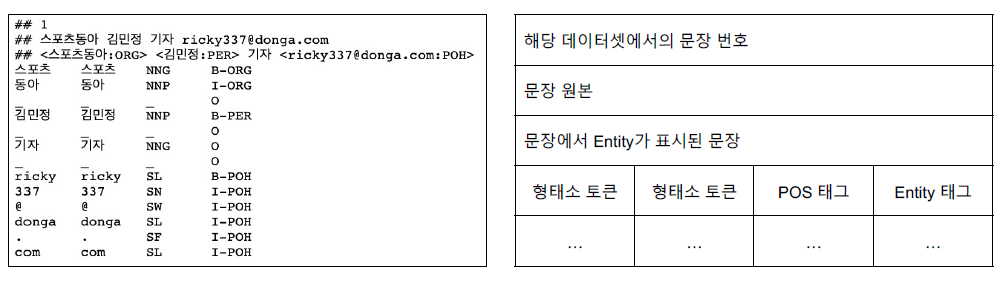 ## 1
## 스포츠동아 김민정 기자 ricky337@donga.com
## <스포츠동아:ORG> <김민정:PER> 기자 <ricky337@donga.com:POH>
스포츠 스포츠 NNG B-ORG
동아 동아 NNP I-ORG
_ _ _ O
김민정 김민정 NNP B-PER
_ _ _ O
기자 기자 NNG O
_ _ _ O
ricky ricky SL B-POH
337 337 SN I-POH
@ @ SW I-POH
donga donga SL I-POH
. . SF I-POH
com com SL I-POH
해당 데이터셋에서의 문장 번호
문장 원본
문장에서 Entity가 표시된 문장
형태소 토큰 형태소 토큰 POS 태그 Entity 태그
... ... ... ...